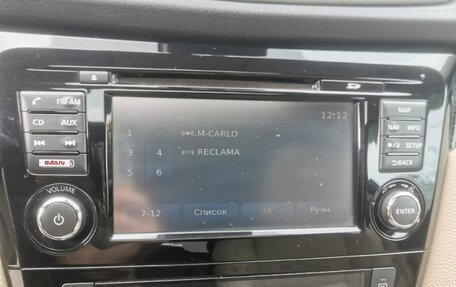 SD
FM-AM
CD AUX
auto.ru
VOLUME
12:12
1 M-CARLO
3 4 RECLAMA
5 6
7-12 Список TA Ручн.
MAP
NAV INFO
SETUP
BACK
ENTER